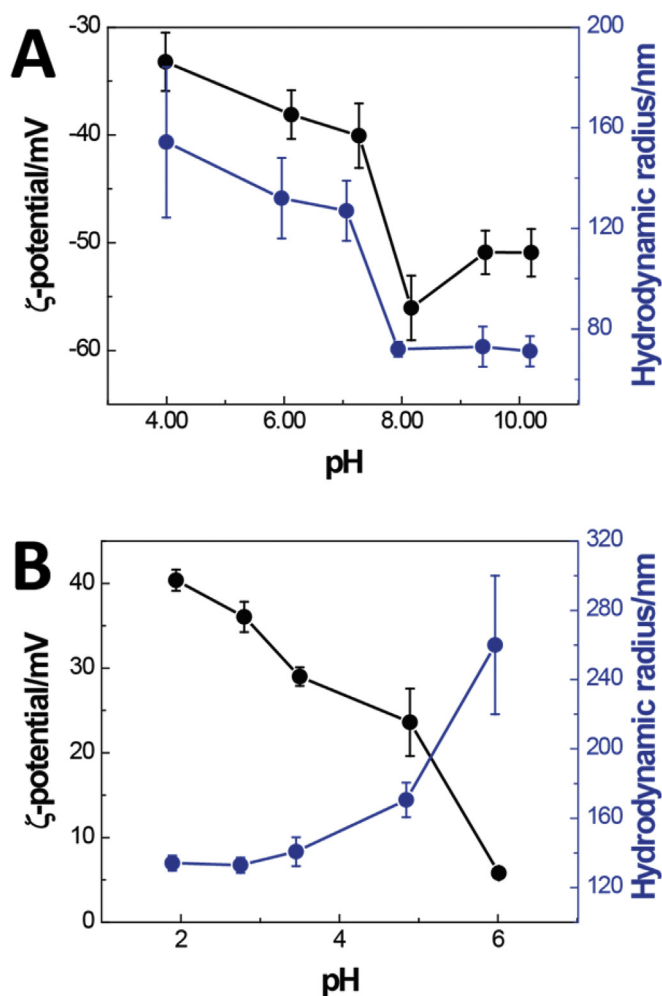 A
-30
-40
-50
-60
ζ-potential/mV
200
160
120
80
Hydrodynamic radius/nm
4.00 6.00 8.00 10.00
pH
B
40
30
20
10
0
ζ-potential/mV
320
280
240
200
160
120
Hydrodynamic radius/nm
2 4 6
pH